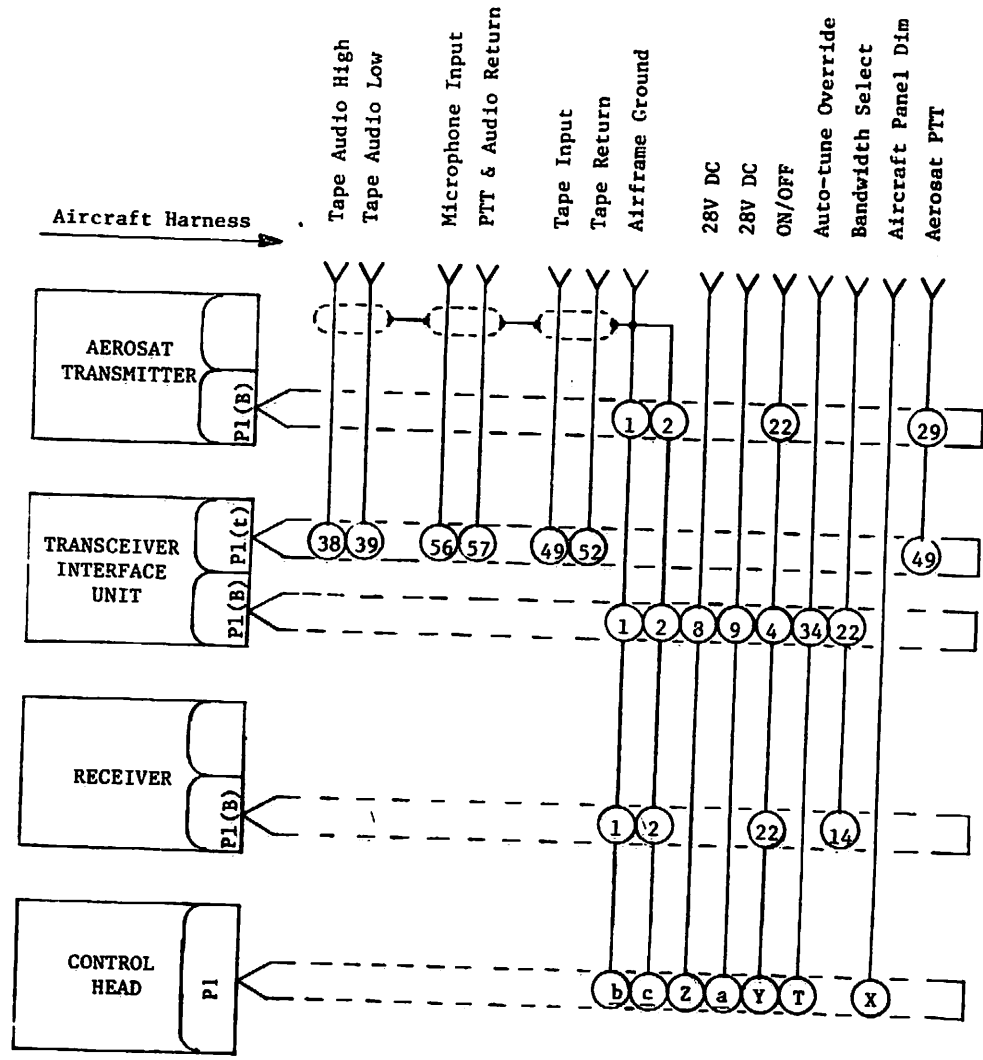 Tape Audio High
Tape Audio Low
Microphone Input
PTT & Audio Return
Tape Input
Tape Return
Airframe Ground
28V DC
28V DC
ON/OFF
Auto-tune Override
Bandwidth Select
Aircraft Panel Dim
Aerosat PTT
Aircraft Harness
AEROSAT
TRANSMITTER
P1(B)
1 2 22 29
TRANSCEIVER
INTERFACE
UNIT
P1(t)
38 39 56 57 49 52 49
P1(B)
1 2 8 9 4 34 22
RECEIVER
P1(B)
1 2 22 14
CONTROL
HEAD
P1
b c Z a Y T X